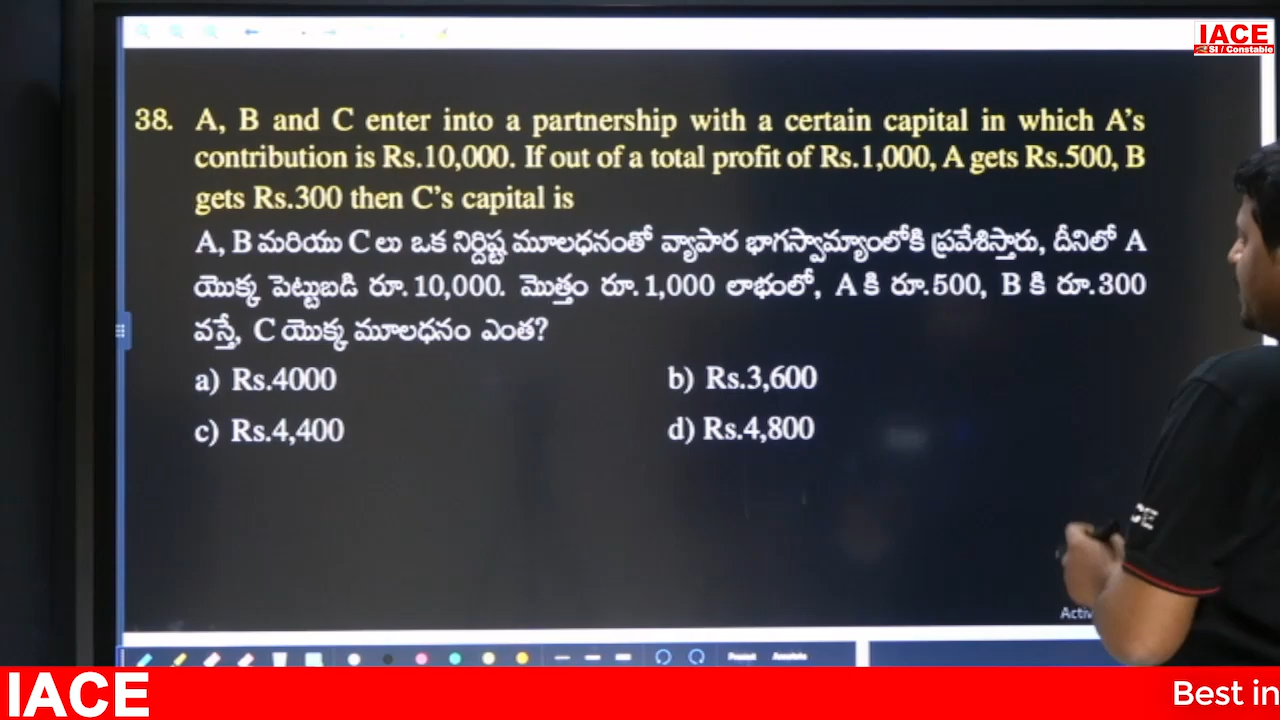 IACE
SI / Constable
38. A, B and C enter into a partnership with a certain capital in which A's
contribution is Rs.10,000. If out of a total profit of Rs.1,000, A gets Rs.500, B
gets Rs.300 then C's capital is
A, B మరియు C లు ఒక నిర్దిష్ట మూలధనంతో వ్యాపార భాగస్వామ్యాంలోకి ప్రవేశిస్తారు, దీనిలో A
యొక్క పెట్టుబడి రూ. 10,000. మొత్తం రూ. 1,000 లాభంలో, A కి రూ.500, B కి రూ.300
వస్తే, C యొక్క మూలధనం ఎంత?
a) Rs.4000
b) Rs.3,600
c) Rs.4,400
d) Rs.4,800
CE
Activ
IACE
Best in